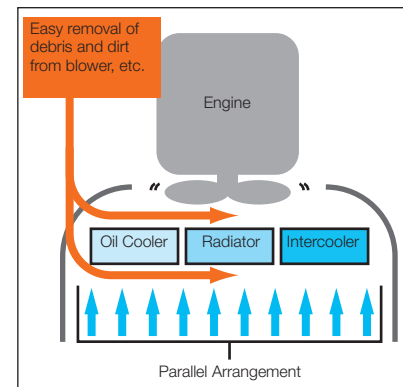 Easy removal of
debris and dirt
from blower, etc.
Engine
Oil Cooler
Radiator
Intercooler
Parallel Arrangement